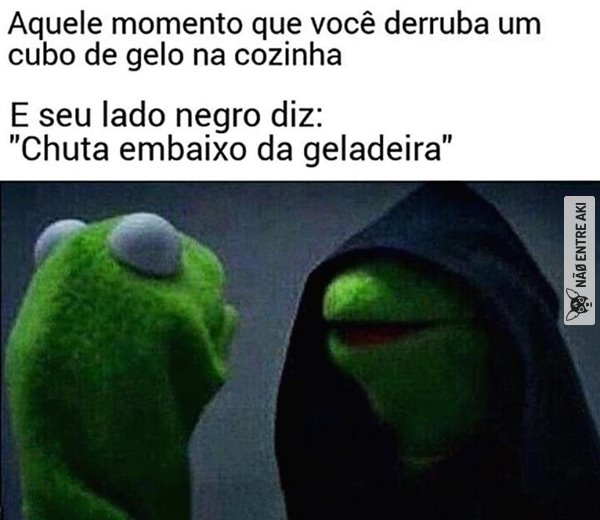 Aquele momento que você derruba um
cubo de gelo na cozinha
E seu lado negro diz:
"Chuta embaixo da geladeira"
NÃØ ENTRE AKI